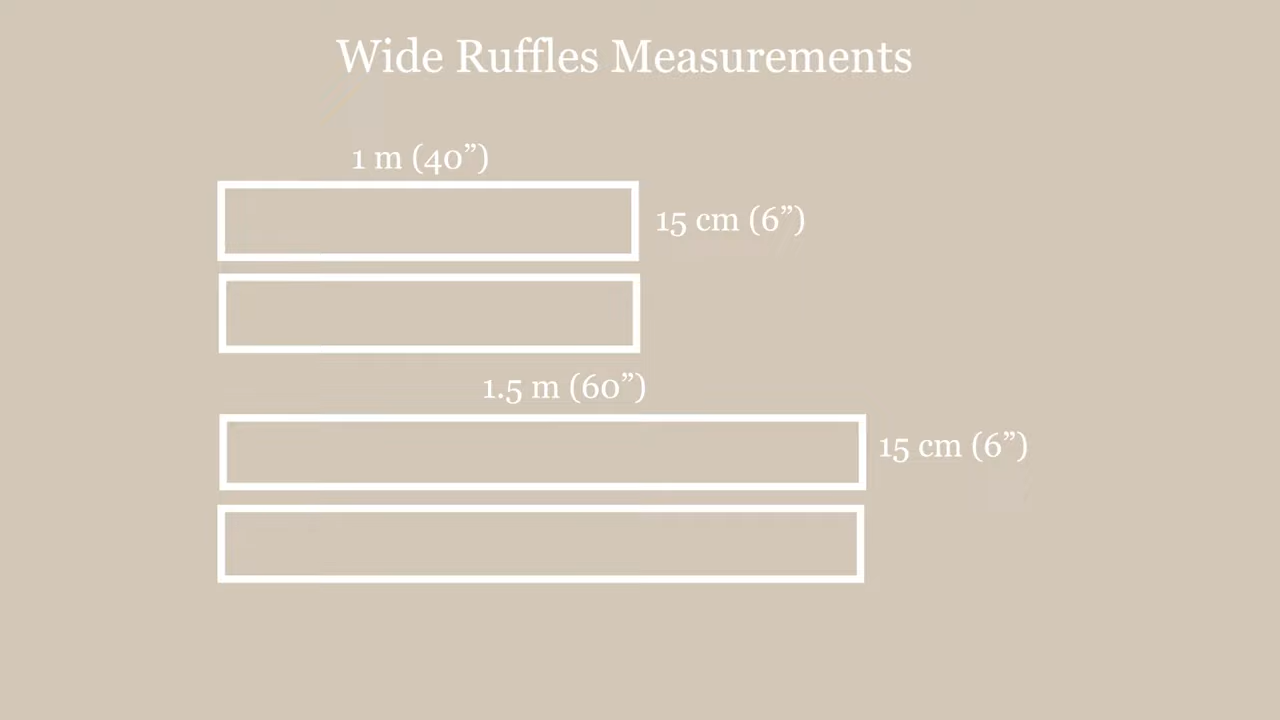 Wide Ruffles Measurements
1 m (40”)
15 cm (6”)
1.5 m (60”)
15 cm (6”)